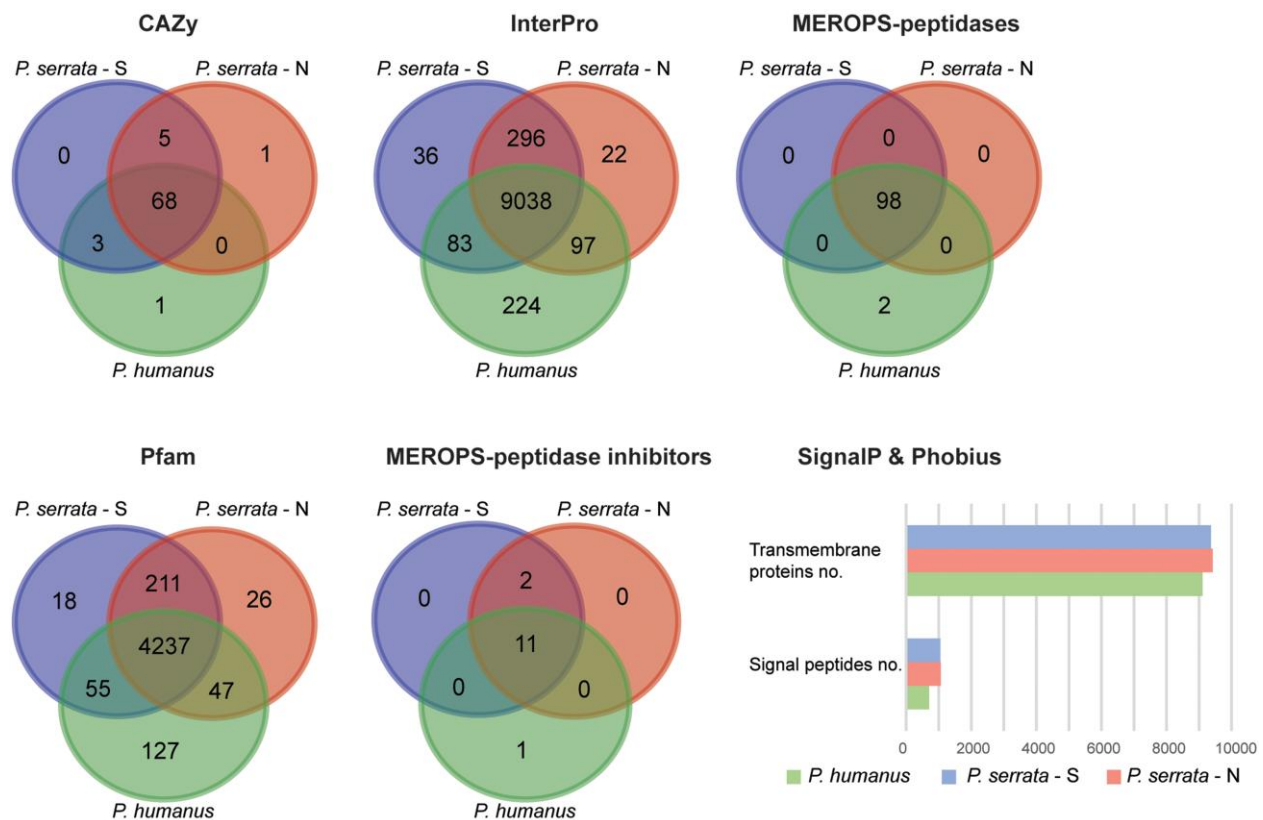 CAZy
P. serrata - S
P. serrata - N
0
5
1
68
3
0
1
P. humanus
InterPro
P. serrata - S
P. serrata - N
36
296
22
9038
83
97
224
P. humanus
MEROPS-peptidases
P. serrata - S
P. serrata - N
0
0
0
98
0
0
2
P. humanus
Pfam
P. serrata - S
P. serrata - N
18
211
26
4237
55
47
127
P. humanus
MEROPS-peptidase inhibitors
P. serrata - S
P. serrata - N
0
2
0
11
0
0
1
P. humanus
SignalP & Phobius
Transmembrane
proteins no.
Signal peptides no.
0 2000 4000 6000 8000 10000
P. humanus P. serrata - S P. serrata - N